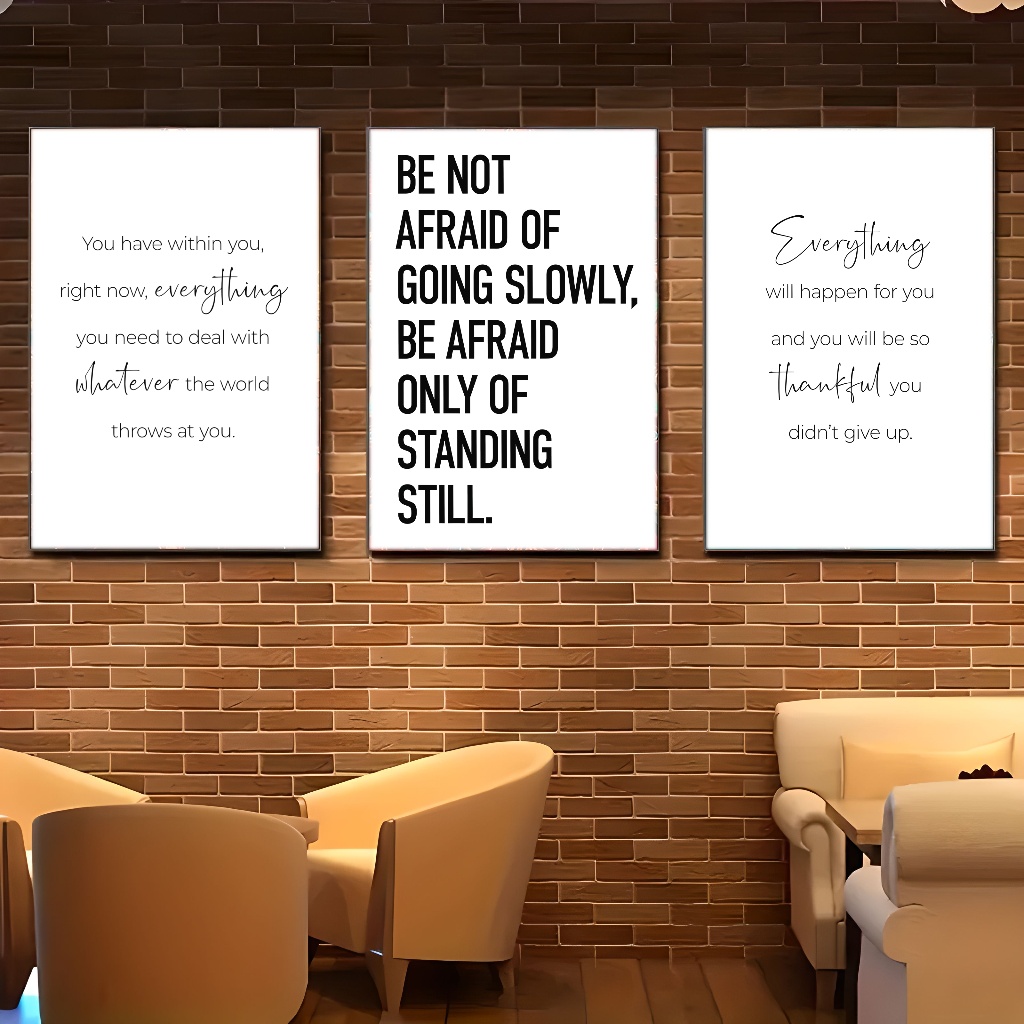 You have within you,
right now, everything
you need to deal with
whatever the world
throws at you.
BE NOT
AFRAID OF
GOING SLOWLY,
BE AFRAID
ONLY OF
STANDING
STILL.
Everything
will happen for you
and you will be so
thankful you
didn't give up.